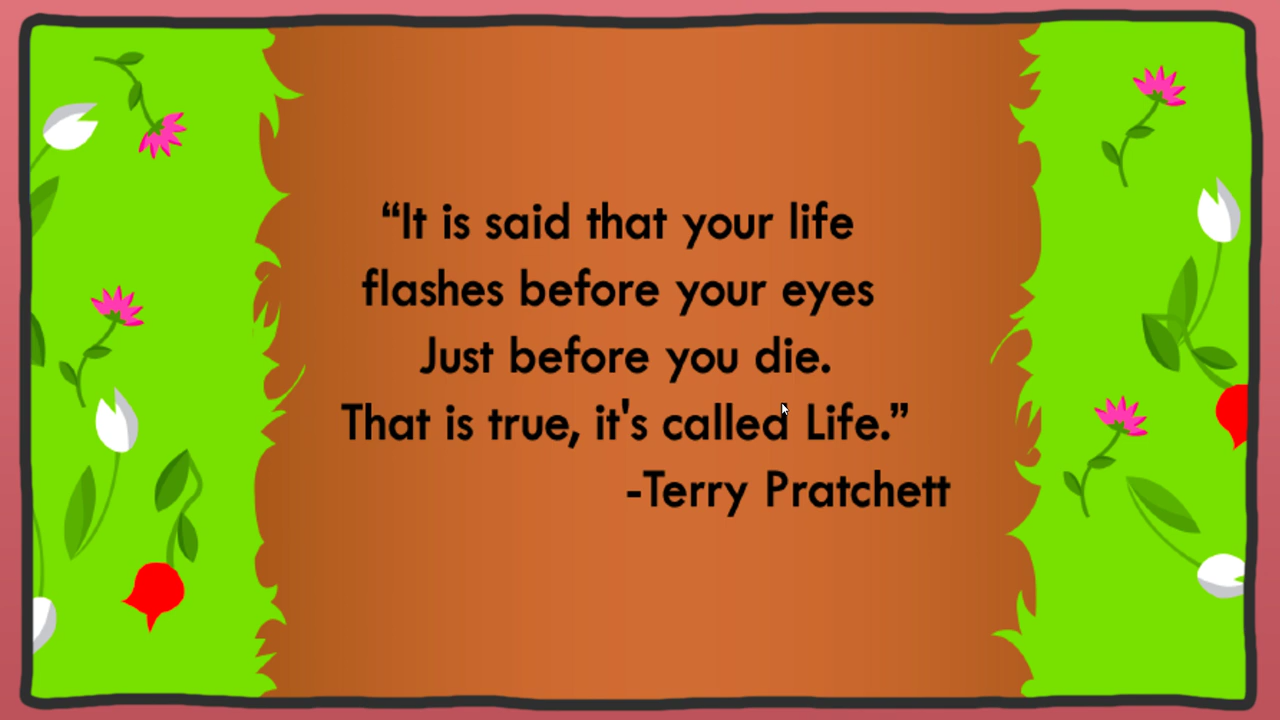 “It is said that your life
flashes before your eyes
Just before you die.
That is true, it's called Life.”
-Terry Pratchett